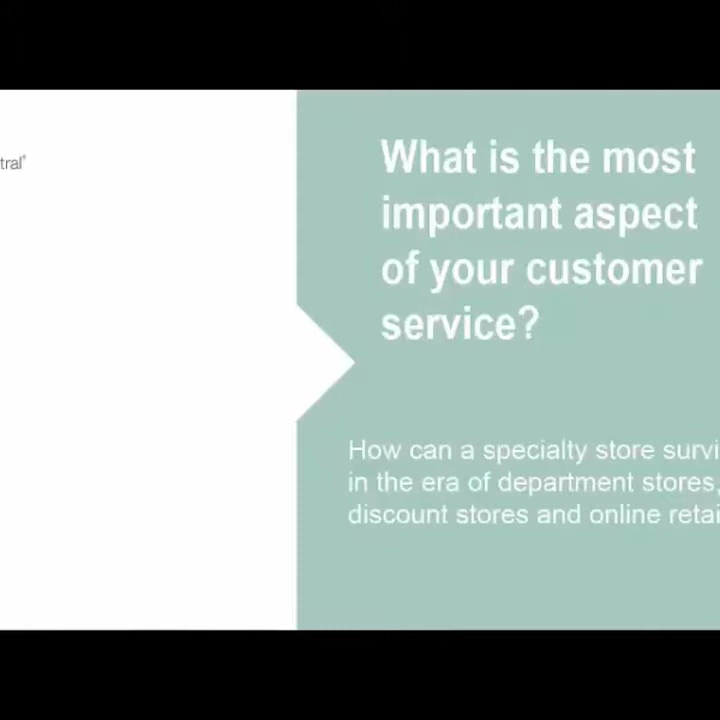 tral®
What is the most
important aspect
of your customer
service?
How can a specialty store survi
in the era of department stores,
discount stores and online retai